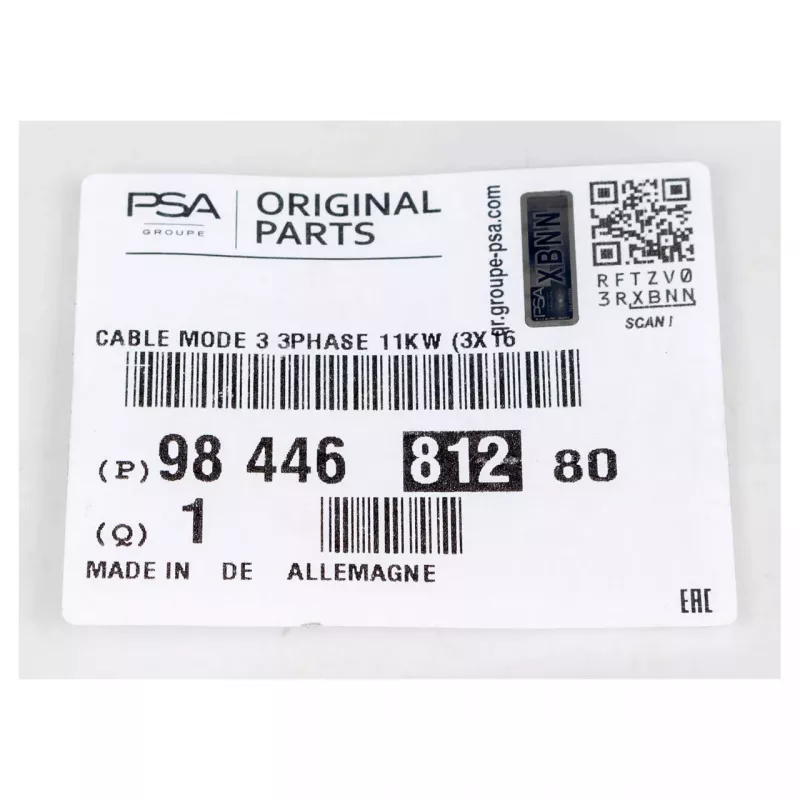 PSA
GROUPE
ORIGINAL
PARTS
qr.groupe-psa.com
PSA
XBNN
RFTZV0
3RXBNN
SCAN !
CABLE MODE 3 3PHASE 11KW (3X16
(P) 98 446 812 80
(Q) 1
MADE IN DE ALLEMAGNE
EAC